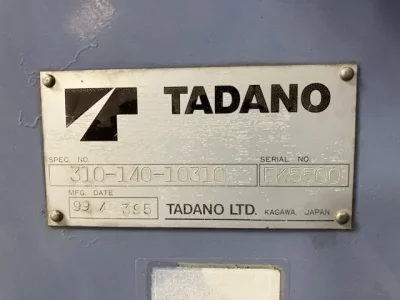 TADANO
SPEC. NO. SERIAL NO.
310-140-10310
MFG. DATE
TADANO LTD. KAGAWA, JAPAN